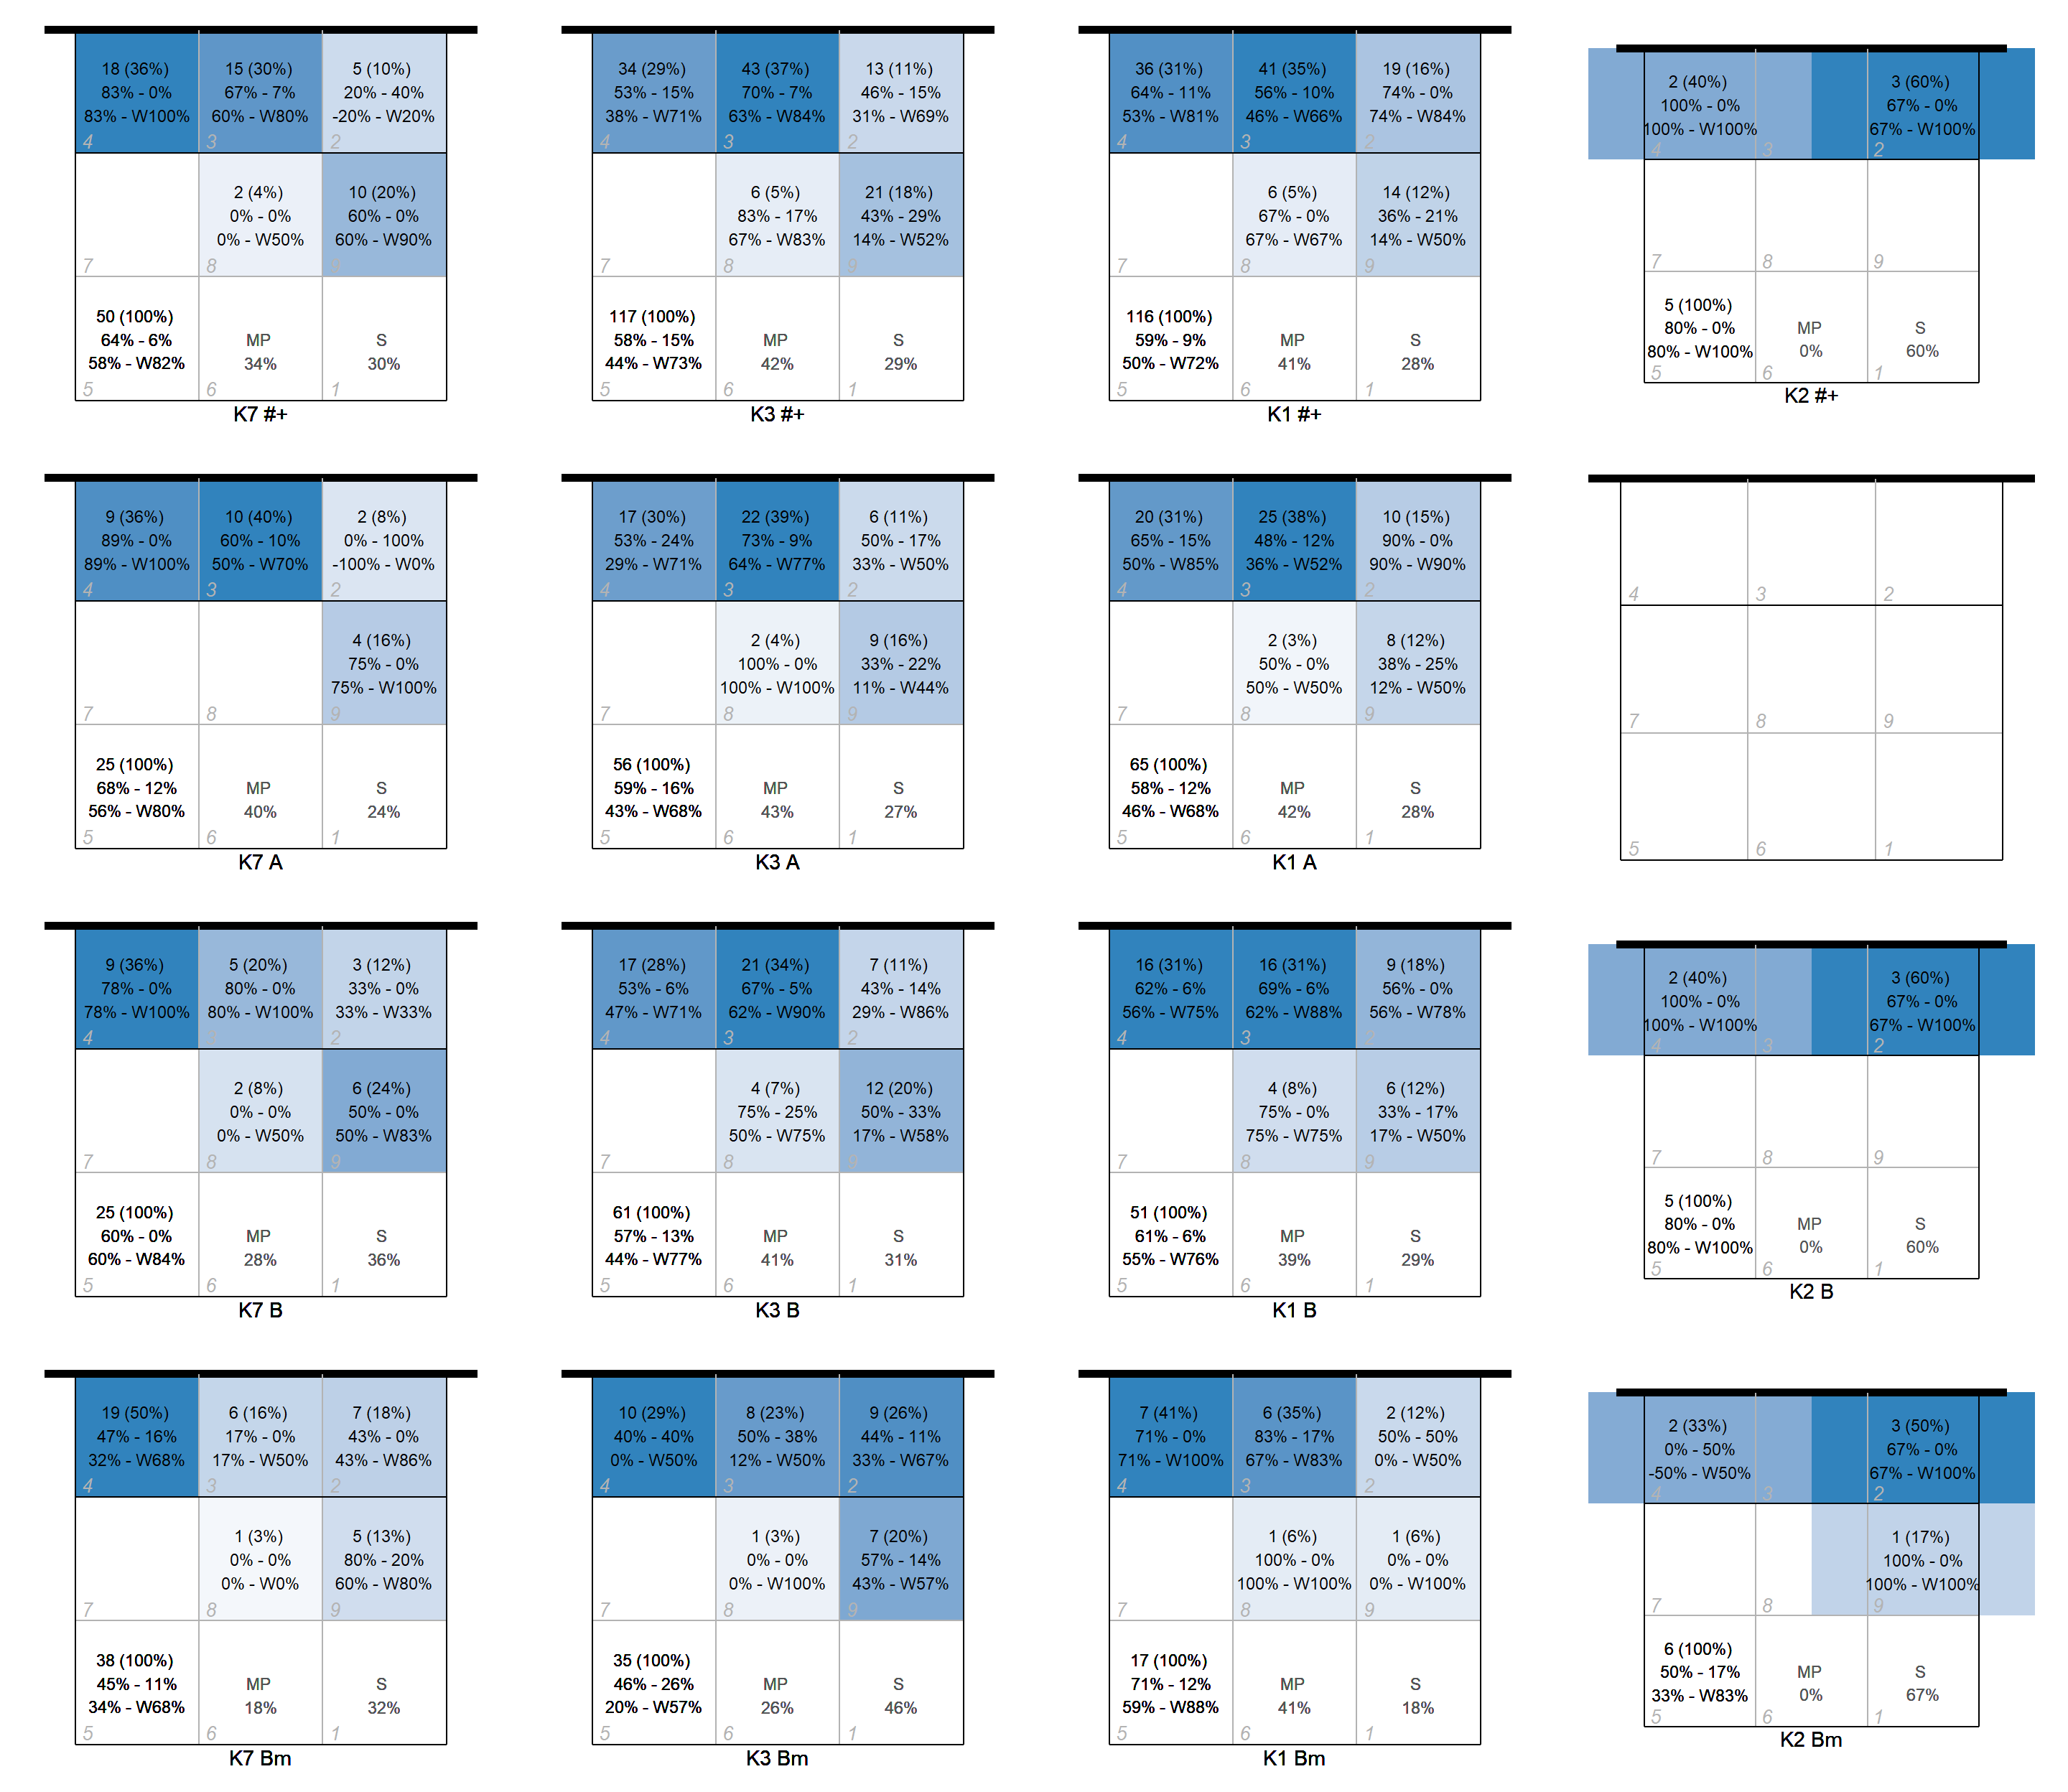 18 (36%)
83% - 0%
83% - W100%
4
15 (30%)
67% - 7%
60% - W80%
3
5 (10%)
20% - 40%
-20% - W20%
2
7
2 (4%)
0% - 0%
0% - W50%
8
10 (20%)
60% - 0%
60% - W90%
9
50 (100%)
64% - 6%
58% - W82%
5
MP
34%
6
S
30%
1
K7 #+
34 (29%)
53% - 15%
38% - W71%
4
43 (37%)
70% - 7%
63% - W84%
3
13 (11%)
46% - 15%
31% - W69%
2
7
6 (5%)
83% - 17%
67% - W83%
8
21 (18%)
43% - 29%
14% - W52%
9
117 (100%)
58% - 15%
44% - W73%
5
MP
42%
6
S
29%
1
K3 #+
36 (31%)
64% - 11%
53% - W81%
4
41 (35%)
56% - 10%
46% - W66%
3
19 (16%)
74% - 0%
74% - W84%
2
7
6 (5%)
67% - 0%
67% - W67%
8
14 (12%)
36% - 21%
14% - W50%
9
116 (100%)
59% - 9%
50% - W72%
5
MP
41%
6
S
28%
1
K1 #+
2 (40%)
100% - 0%
100% - W100%
4
3
3 (60%)
67% - 0%
67% - W100%
2
7
8
9
5 (100%)
80% - 0%
80% - W100%
5
MP
0%
6
S
60%
1
K2 #+
9 (36%)
89% - 0%
89% - W100%
4
10 (40%)
60% - 10%
50% - W70%
3
2 (8%)
0% - 100%
-100% - W0%
2
7
8
4 (16%)
75% - 0%
75% - W100%
9
25 (100%)
68% - 12%
56% - W80%
5
MP
40%
6
S
24%
1
K7 A
17 (30%)
53% - 24%
29% - W71%
4
22 (39%)
73% - 9%
64% - W77%
3
6 (11%)
50% - 17%
33% - W50%
2
7
2 (4%)
100% - 0%
100% - W100%
8
9 (16%)
33% - 22%
11% - W44%
9
56 (100%)
59% - 16%
43% - W68%
5
MP
43%
6
S
27%
1
K3 A
20 (31%)
65% - 15%
50% - W85%
4
25 (38%)
48% - 12%
36% - W52%
3
10 (15%)
90% - 0%
90% - W90%
2
7
2 (3%)
50% - 0%
50% - W50%
8
8 (12%)
38% - 25%
12% - W50%
9
65 (100%)
58% - 12%
46% - W68%
5
MP
42%
6
S
28%
1
K1 A
4
3
2
7
8
9
5
6
1
9 (36%)
78% - 0%
78% - W100%
4
5 (20%)
80% - 0%
80% - W100%
3
3 (12%)
33% - 0%
33% - W33%
2
7
2 (8%)
0% - 0%
0% - W50%
8
6 (24%)
50% - 0%
50% - W83%
9
25 (100%)
60% - 0%
60% - W84%
5
MP
28%
6
S
36%
1
K7 B
17 (28%)
53% - 6%
47% - W71%
4
21 (34%)
67% - 5%
62% - W90%
3
7 (11%)
43% - 14%
29% - W86%
2
7
4 (7%)
75% - 25%
50% - W75%
8
12 (20%)
50% - 33%
17% - W58%
9
61 (100%)
57% - 13%
44% - W77%
5
MP
41%
6
S
31%
1
K3 B
16 (31%)
62% - 6%
56% - W75%
4
16 (31%)
69% - 6%
62% - W88%
3
9 (18%)
56% - 0%
56% - W78%
2
7
4 (8%)
75% - 0%
75% - W75%
8
6 (12%)
33% - 17%
17% - W50%
9
51 (100%)
61% - 6%
55% - W76%
5
MP
39%
6
S
29%
1
K1 B
2 (40%)
100% - 0%
100% - W100%
4
3
3 (60%)
67% - 0%
67% - W100%
2
7
8
9
5 (100%)
80% - 0%
80% - W100%
5
MP
0%
6
S
60%
1
K2 B
19 (50%)
47% - 16%
32% - W68%
4
6 (16%)
17% - 0%
17% - W50%
3
7 (18%)
43% - 0%
43% - W86%
2
7
1 (3%)
0% - 0%
0% - W0%
8
5 (13%)
80% - 20%
60% - W80%
9
38 (100%)
45% - 11%
34% - W68%
5
MP
18%
6
S
32%
1
K7 Bm
10 (29%)
40% - 40%
0% - W50%
4
8 (23%)
50% - 38%
12% - W50%
3
9 (26%)
44% - 11%
33% - W67%
2
7
1 (3%)
0% - 0%
0% - W100%
8
7 (20%)
57% - 14%
43% - W57%
9
35 (100%)
46% - 26%
20% - W57%
5
MP
26%
6
S
46%
1
K3 Bm
7 (41%)
71% - 0%
71% - W100%
4
6 (35%)
83% - 17%
67% - W83%
3
2 (12%)
50% - 50%
0% - W50%
2
7
1 (6%)
100% - 0%
100% - W100%
8
1 (6%)
0% - 0%
0% - W100%
9
17 (100%)
71% - 12%
59% - W88%
5
MP
41%
6
S
18%
1
K1 Bm
2 (33%)
0% - 50%
-50% - W50%
4
3
3 (50%)
67% - 0%
67% - W100%
2
7
8
1 (17%)
100% - 0%
100% - W100%
9
6 (100%)
50% - 17%
33% - W83%
5
MP
0%
6
S
67%
1
K2 Bm